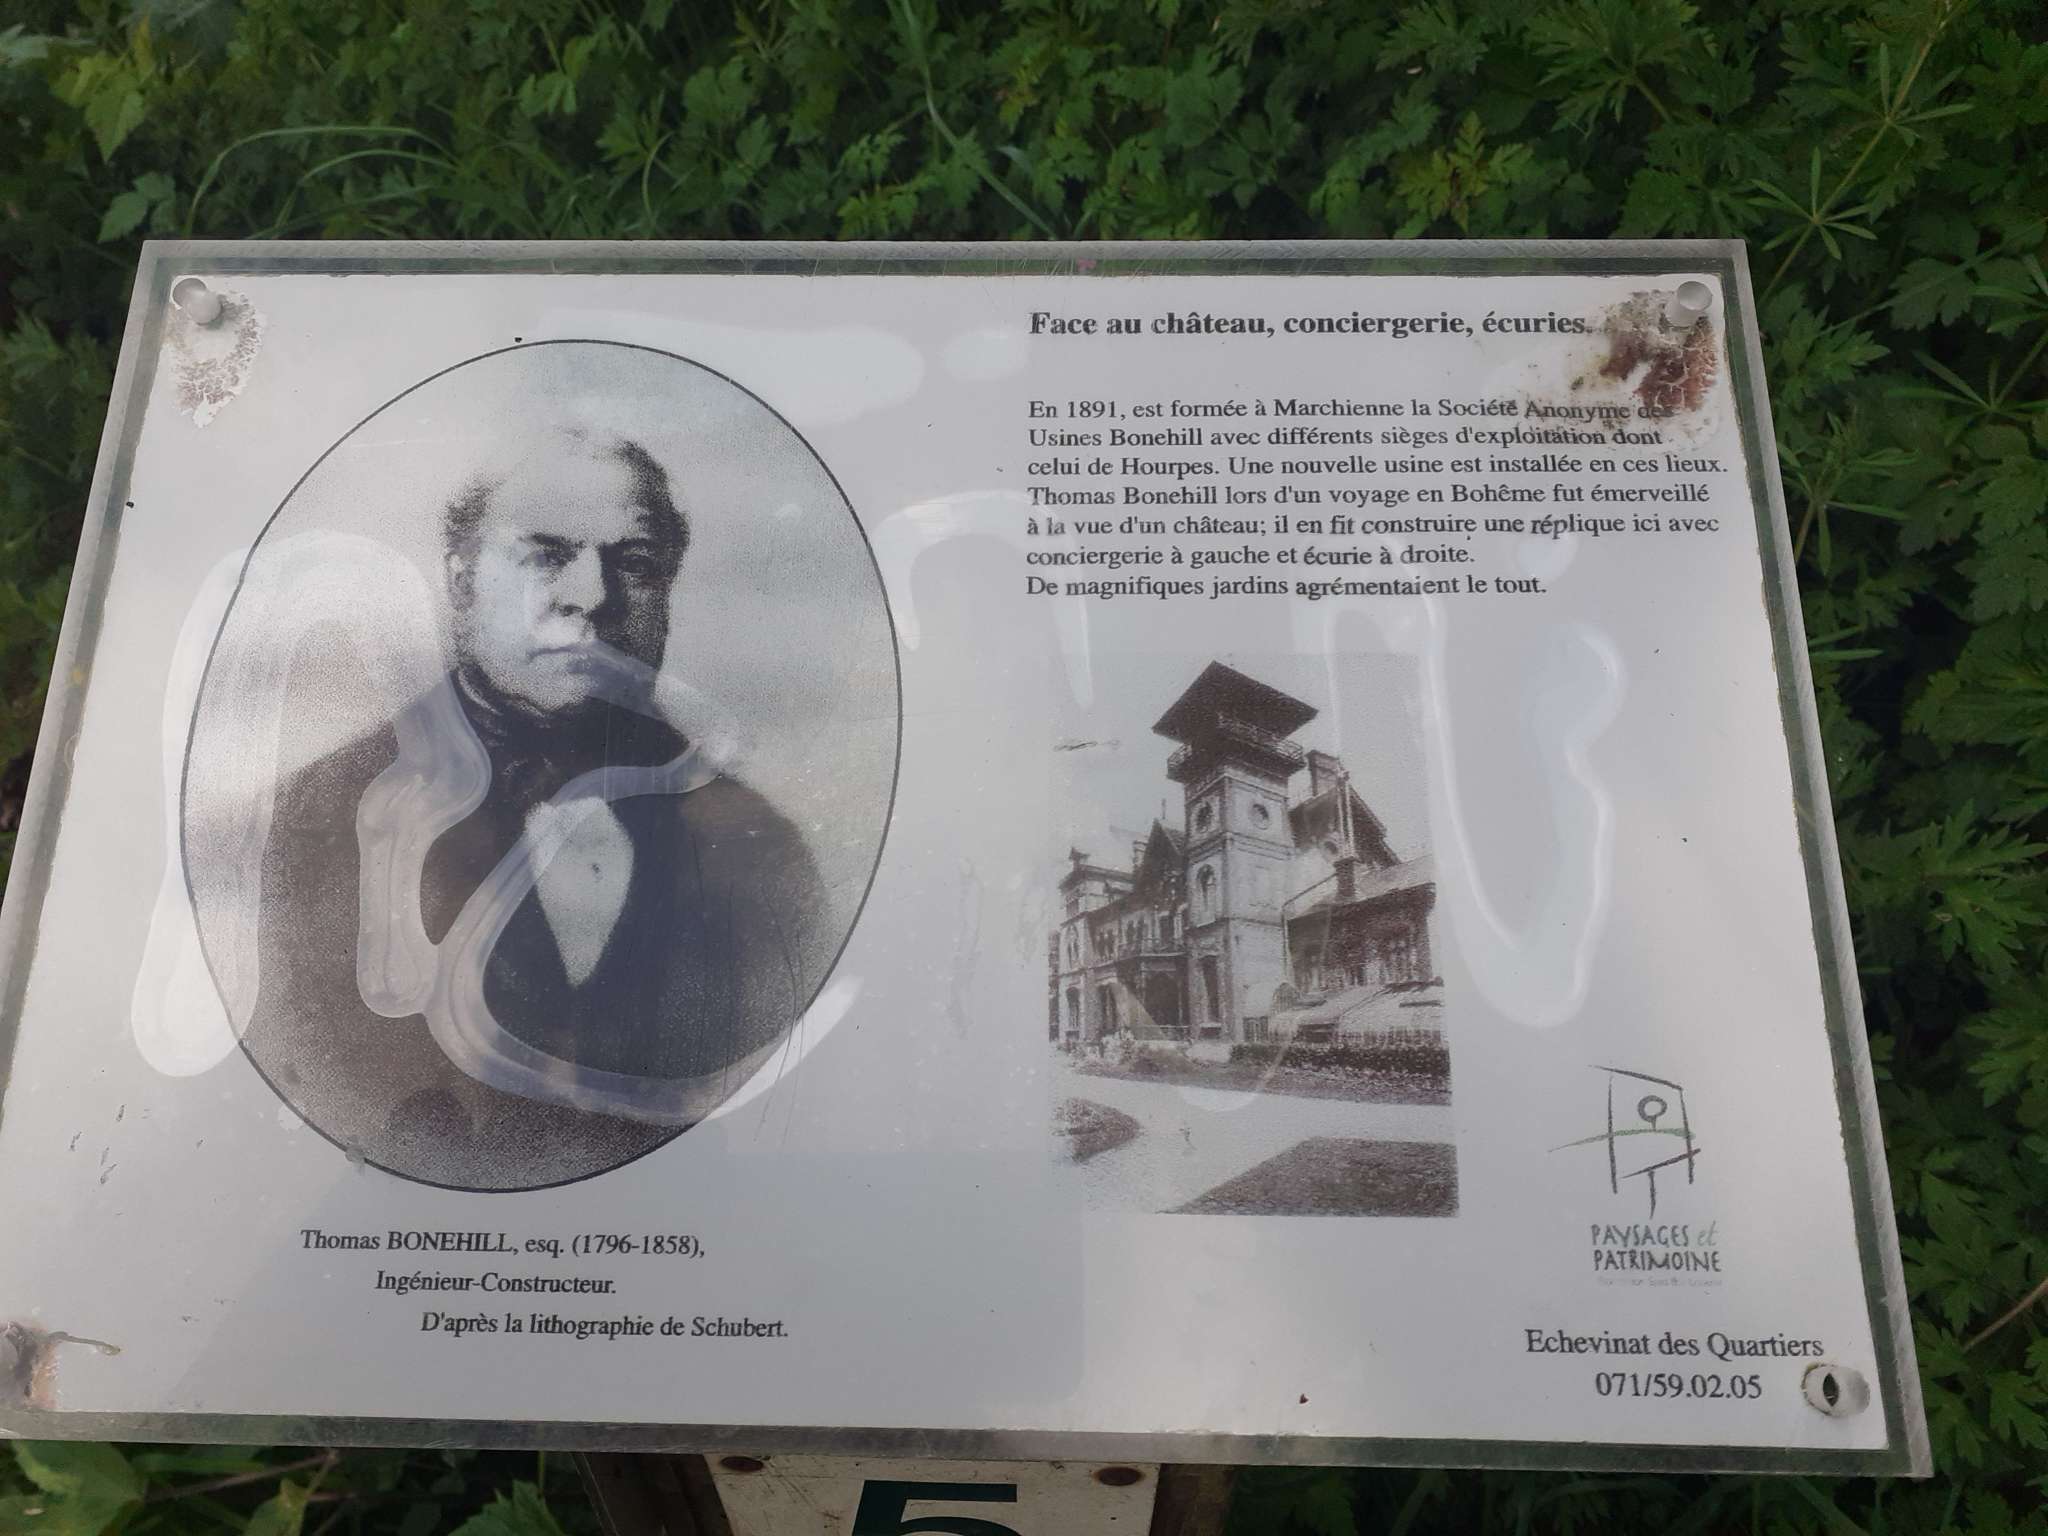 Face au château, conciergerie, écuries.
En 1891, est formée à Marchienne la Société Anonyme des
Usines Bonehill avec différents sièges d'exploitation dont
celui de Hourpes. Une nouvelle usine est installée en ces lieux.
Thomas Bonehill lors d'un voyage en Bohême fut émerveillé
à la vue d'un château; il en fit construire une réplique ici avec
conciergerie à gauche et écurie à droite.
De magnifiques jardins agrémentaient le tout.
Thomas BONEHILL, esq. (1796-1858),
Ingénieur-Constructeur.
D'après la lithographie de Schubert.
PAYSAGES et
PATRIMOINE
Echevinat des Quartiers
071/59.02.05
5